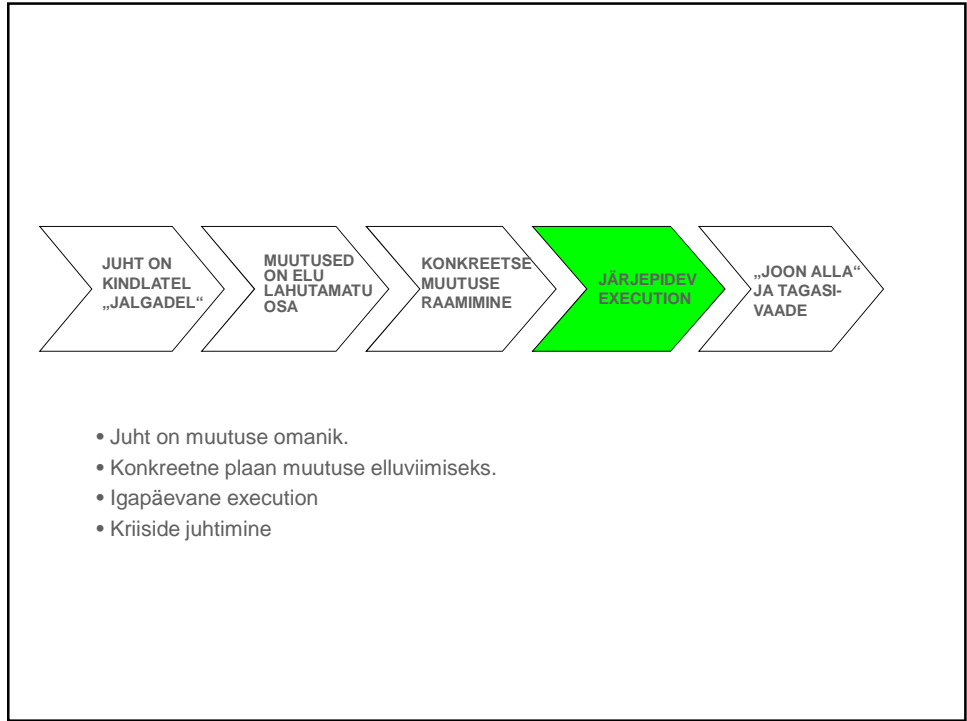 JUHT ON
KINDLATEL
„JALGADEL“
MUUTUSED
ON ELU
LAHUTAMATU
OSA
KONKREETSE
MUUTUSE
RAAMIMINE
JÄRJEPIDEV
EXECUTION
„JOON ALLA“
JA TAGASI-
VAADE
• Juht on muutuse omanik.
• Konkreetne plaan muutuse elluviimiseks.
• Igapäevane execution
• Kriiside juhtimine